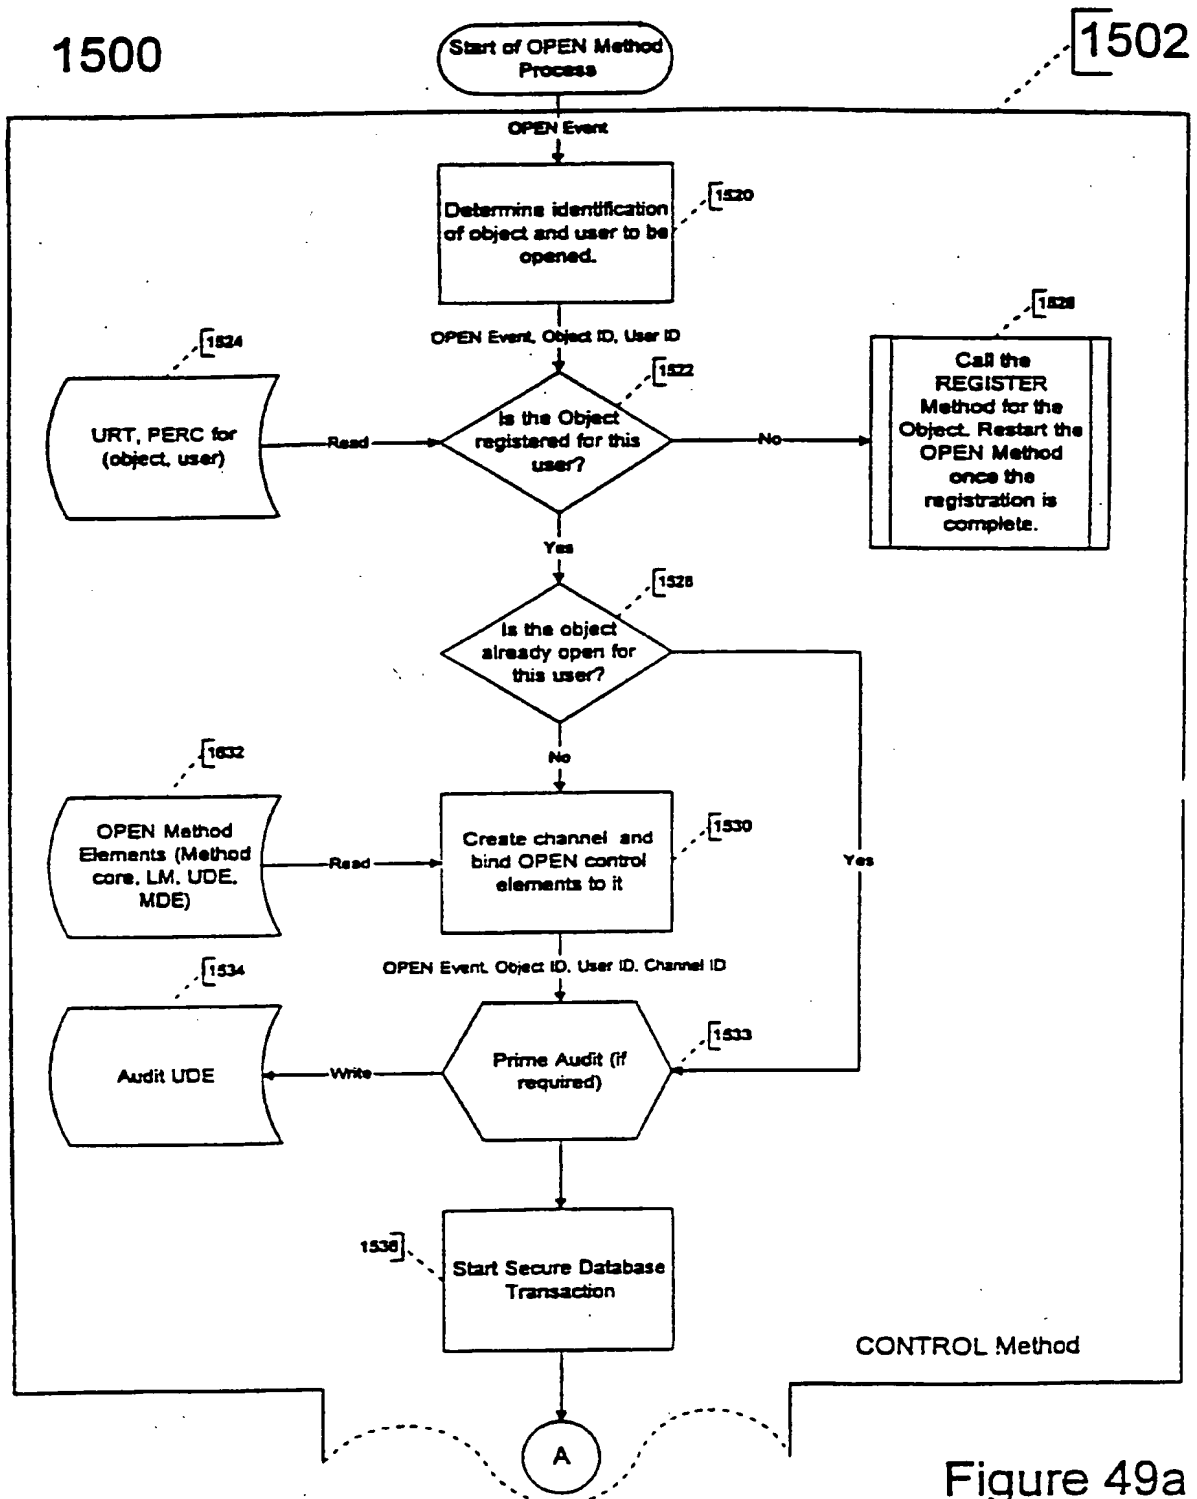 1500
1502
Start of OPEN Method
Process
OPEN Event
1520
Determine identification
of object and user to be
opened.
OPEN Event, Object ID, User ID
1524
1522
1526
URT, PERC for
(object, user)
Read
Is the Object
registered for this
user?
No
Call the
REGISTER
Method for the
Object. Restart the
OPEN Method
once the
registration is
complete.
Yes
1528
Is the object
already open for
this user?
No
Yes
1532
OPEN Method
Elements (Method
core, LM, UDE,
MDE)
Read
1530
Create channel and
bind OPEN control
elements to it
OPEN Event, Object ID, User ID, Channel ID
1534
1533
Audit UDE
Write
Prime Audit (if
required)
1536
Start Secure Database
Transaction
CONTROL Method
A
Figure 49a